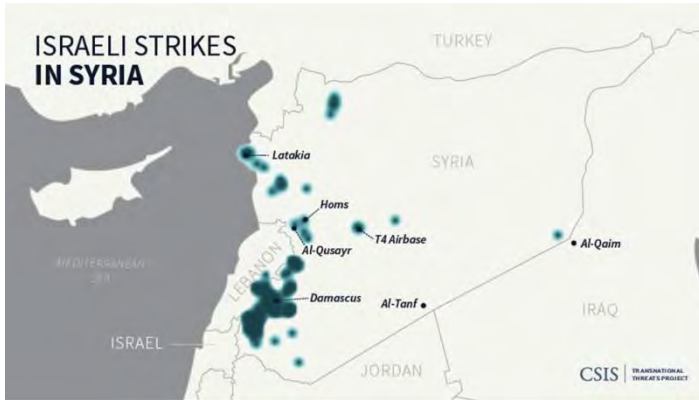 ISRAELI STRIKES
IN SYRIA
TURKEY
Latakia
SYRIA
Homs
T4 Airbase
Al-Qusayr
Al-Qaim
MEDITERRANEAN
SEA
LEBANON
Damascus
Al-Tanf
IRAQ
ISRAEL
JORDAN
CSIS
TRANSNATIONAL
THREATS PROJECT